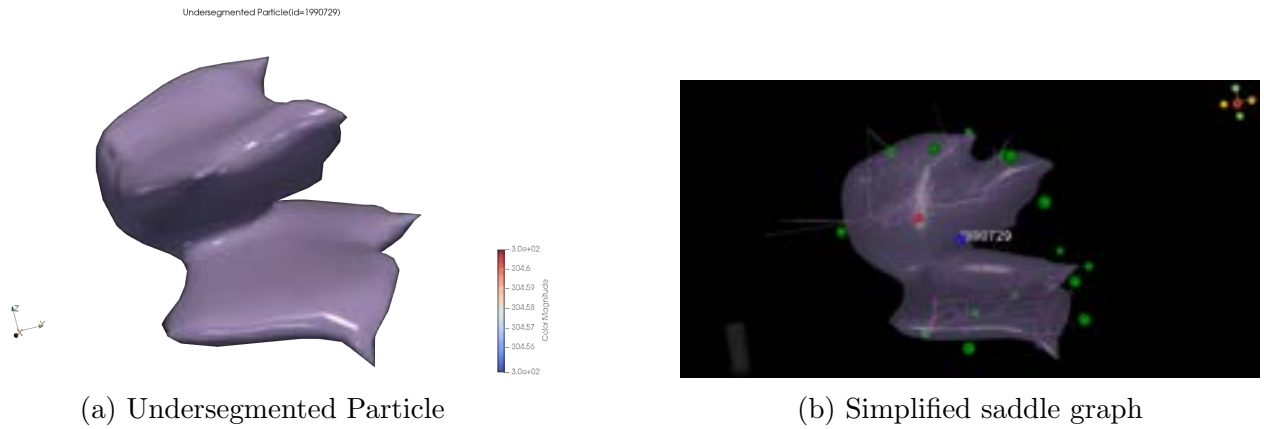 Undersegmented Particle(id=1990729)
3.0e+02
304.6
304.59
304.58
304.57
304.56
3.0e+02
Color Magnitude
Z
Y
X
1990729
(a) Undersegmented Particle
(b) Simplified saddle graph